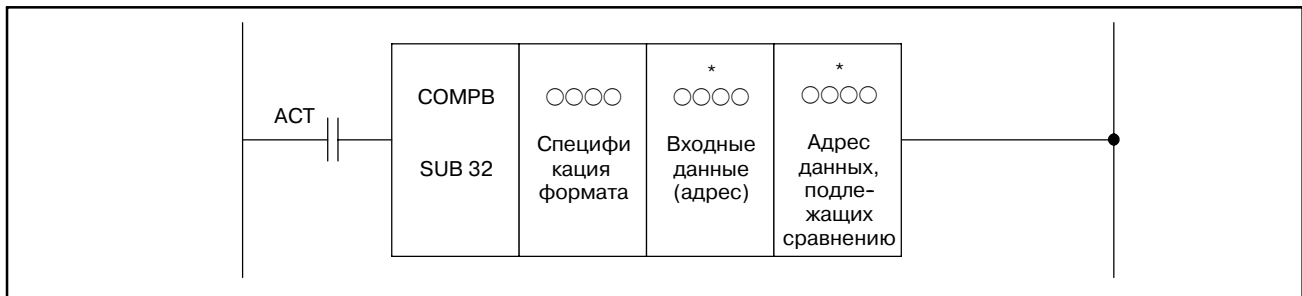 ACT
COMPB
SUB 32
○○○○
Специфи
кация
формата
*
○○○○
Входные
данные
(адрес)
*
○○○○
Адрес
данных,
подле-
жащих
сравнению